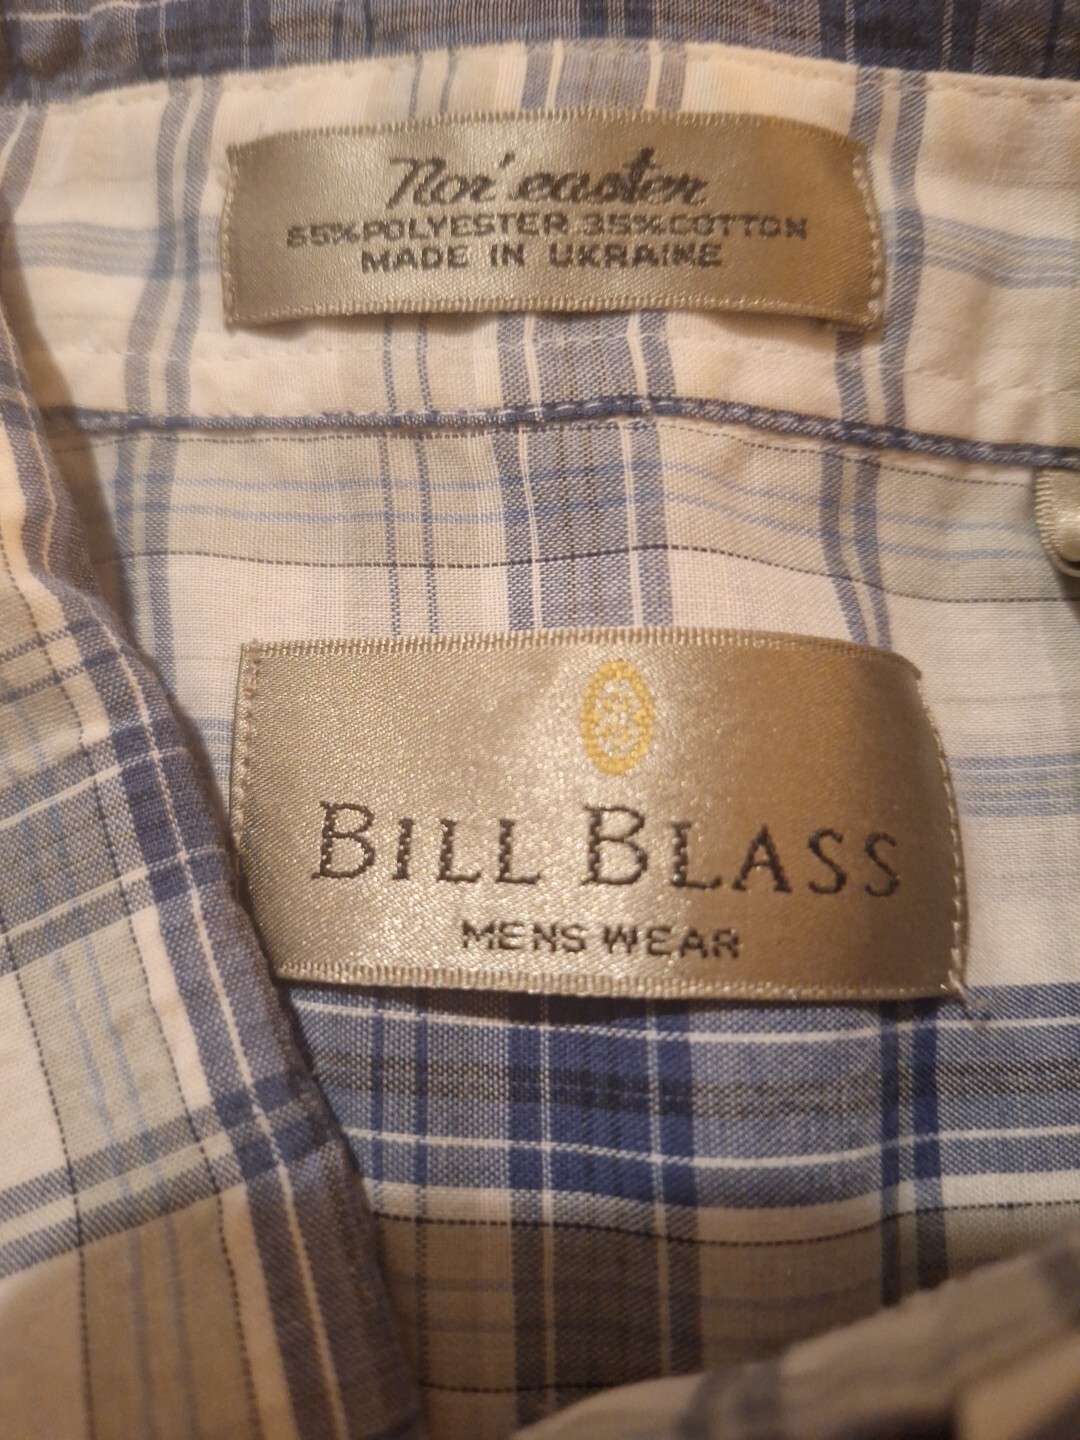 Nor'easter
65% POLYESTER 35% COTTON
MADE IN UKRAINE
BILL BLASS
MENS WEAR